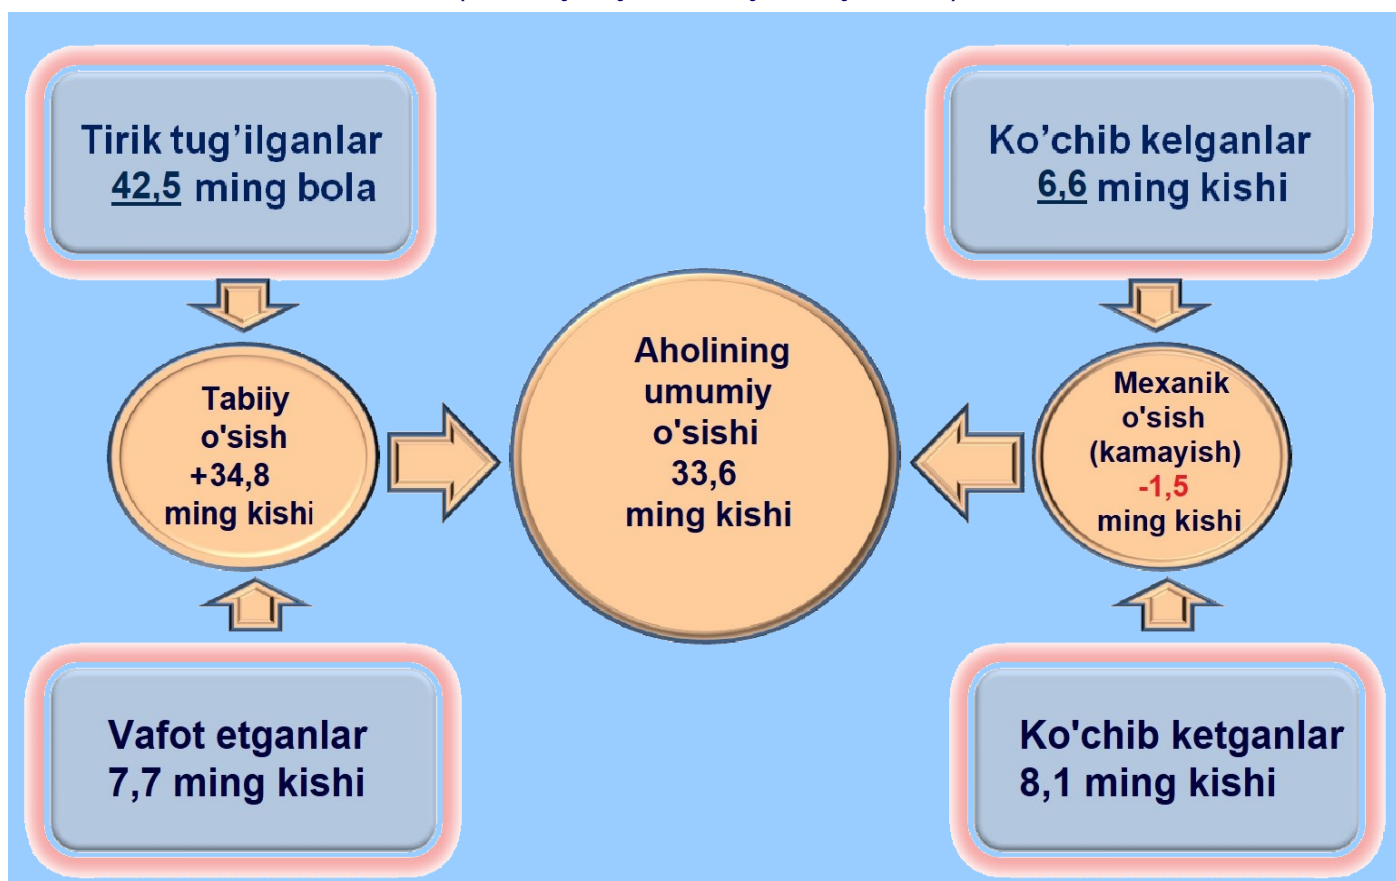 Tirik tug’ilganlar
42,5 ming bola
Ko’chib kelganlar
6,6 ming kishi
Tabiiy
o'sish
+34,8
ming kishi
Aholining
umumiy
o'sishi
33,6
ming kishi
Mexanik
o'sish
(kamayish)
-1,5
ming kishi
Vafot etganlar
7,7 ming kishi
Ko'chib ketganlar
8,1 ming kishi